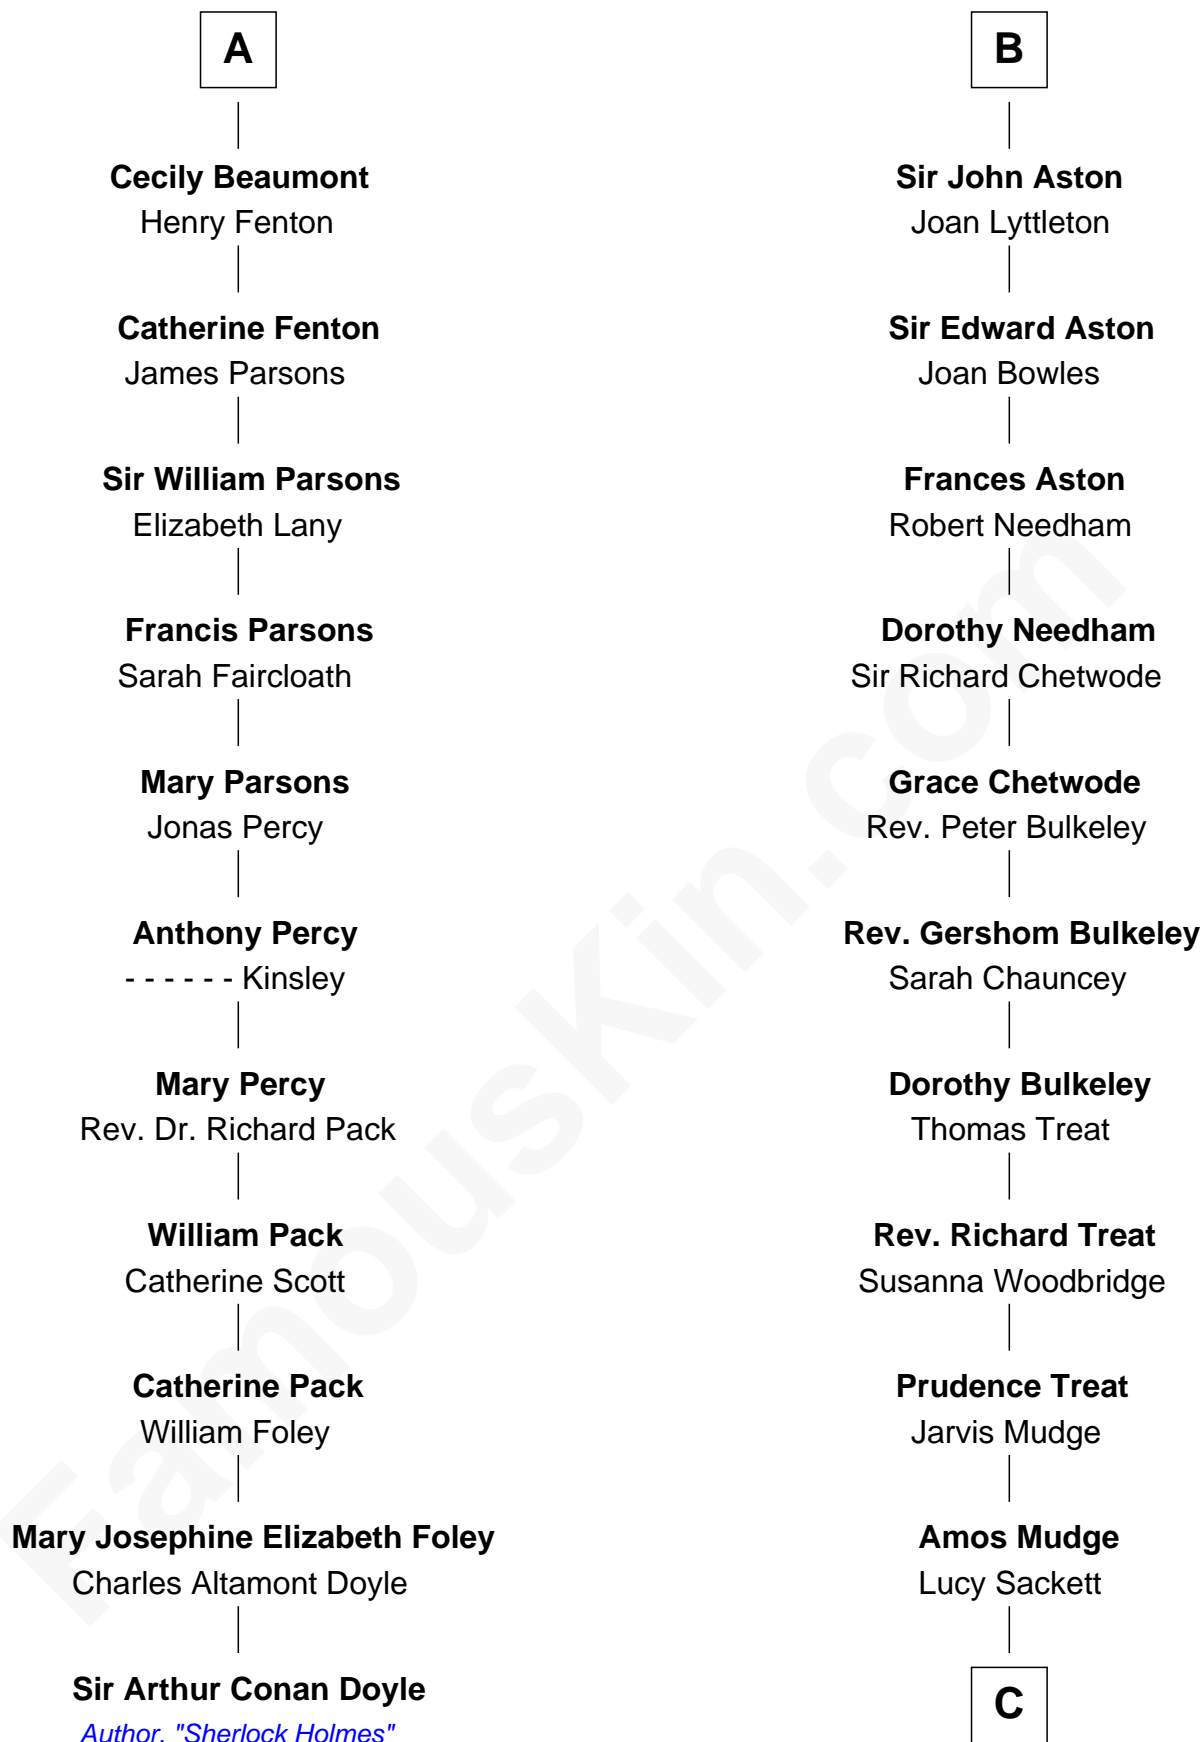 A
Cecily Beaumont
Henry Fenton
Catherine Fenton
James Parsons
Sir William Parsons
Elizabeth Lany
Francis Parsons
Sarah Faircloath
Mary Parsons
Jonas Percy
Anthony Percy
- - - - - - Kinsley
Mary Percy
Rev. Dr. Richard Pack
William Pack
Catherine Scott
Catherine Pack
William Foley
Mary Josephine Elizabeth Foley
Charles Altamont Doyle
Sir Arthur Conan Doyle
Author, "Sherlock Holmes"
B
Sir John Aston
Joan Lyttleton
Sir Edward Aston
Joan Bowles
Frances Aston
Robert Needham
Dorothy Needham
Sir Richard Chetwode
Grace Chetwode
Rev. Peter Bulkeley
Rev. Gershom Bulkeley
Sarah Chauncey
Dorothy Bulkeley
Thomas Treat
Rev. Richard Treat
Susanna Woodbridge
Prudence Treat
Jarvis Mudge
Amos Mudge
Lucy Sackett
C
FamousKin.com